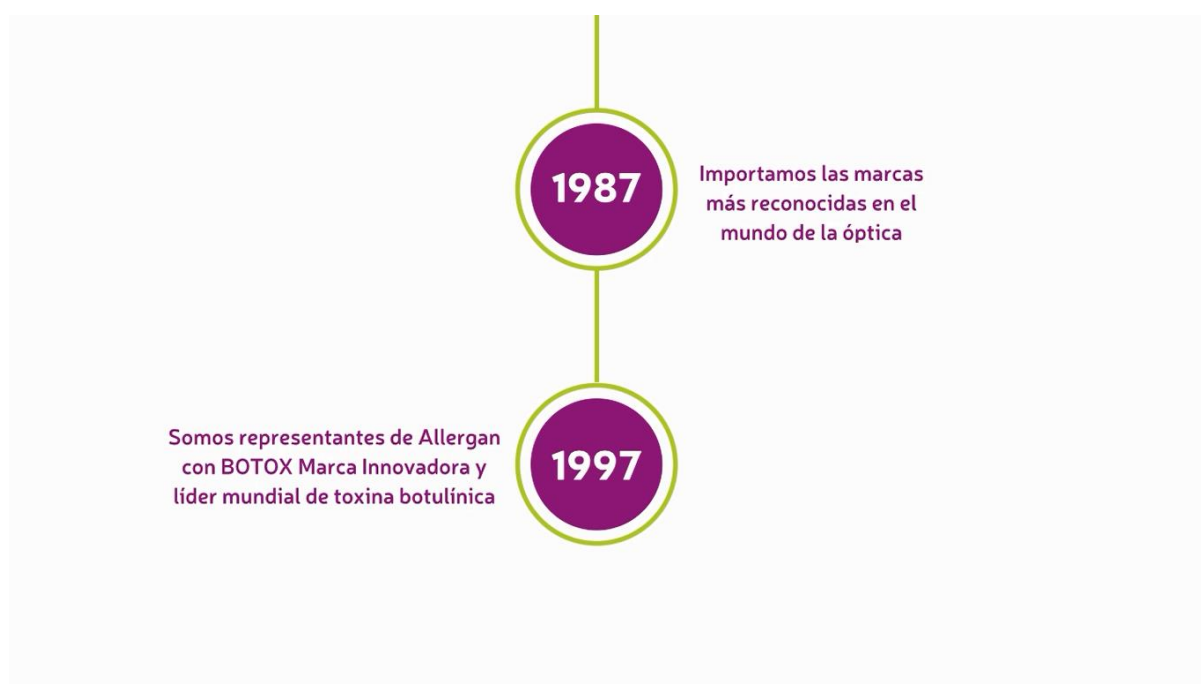 1987
Importamos las marcas
más reconocidas en el
mundo de la óptica
Somos representantes de Allergan
con BOTOX Marca Innovadora y
líder mundial de toxina botulínica
1997